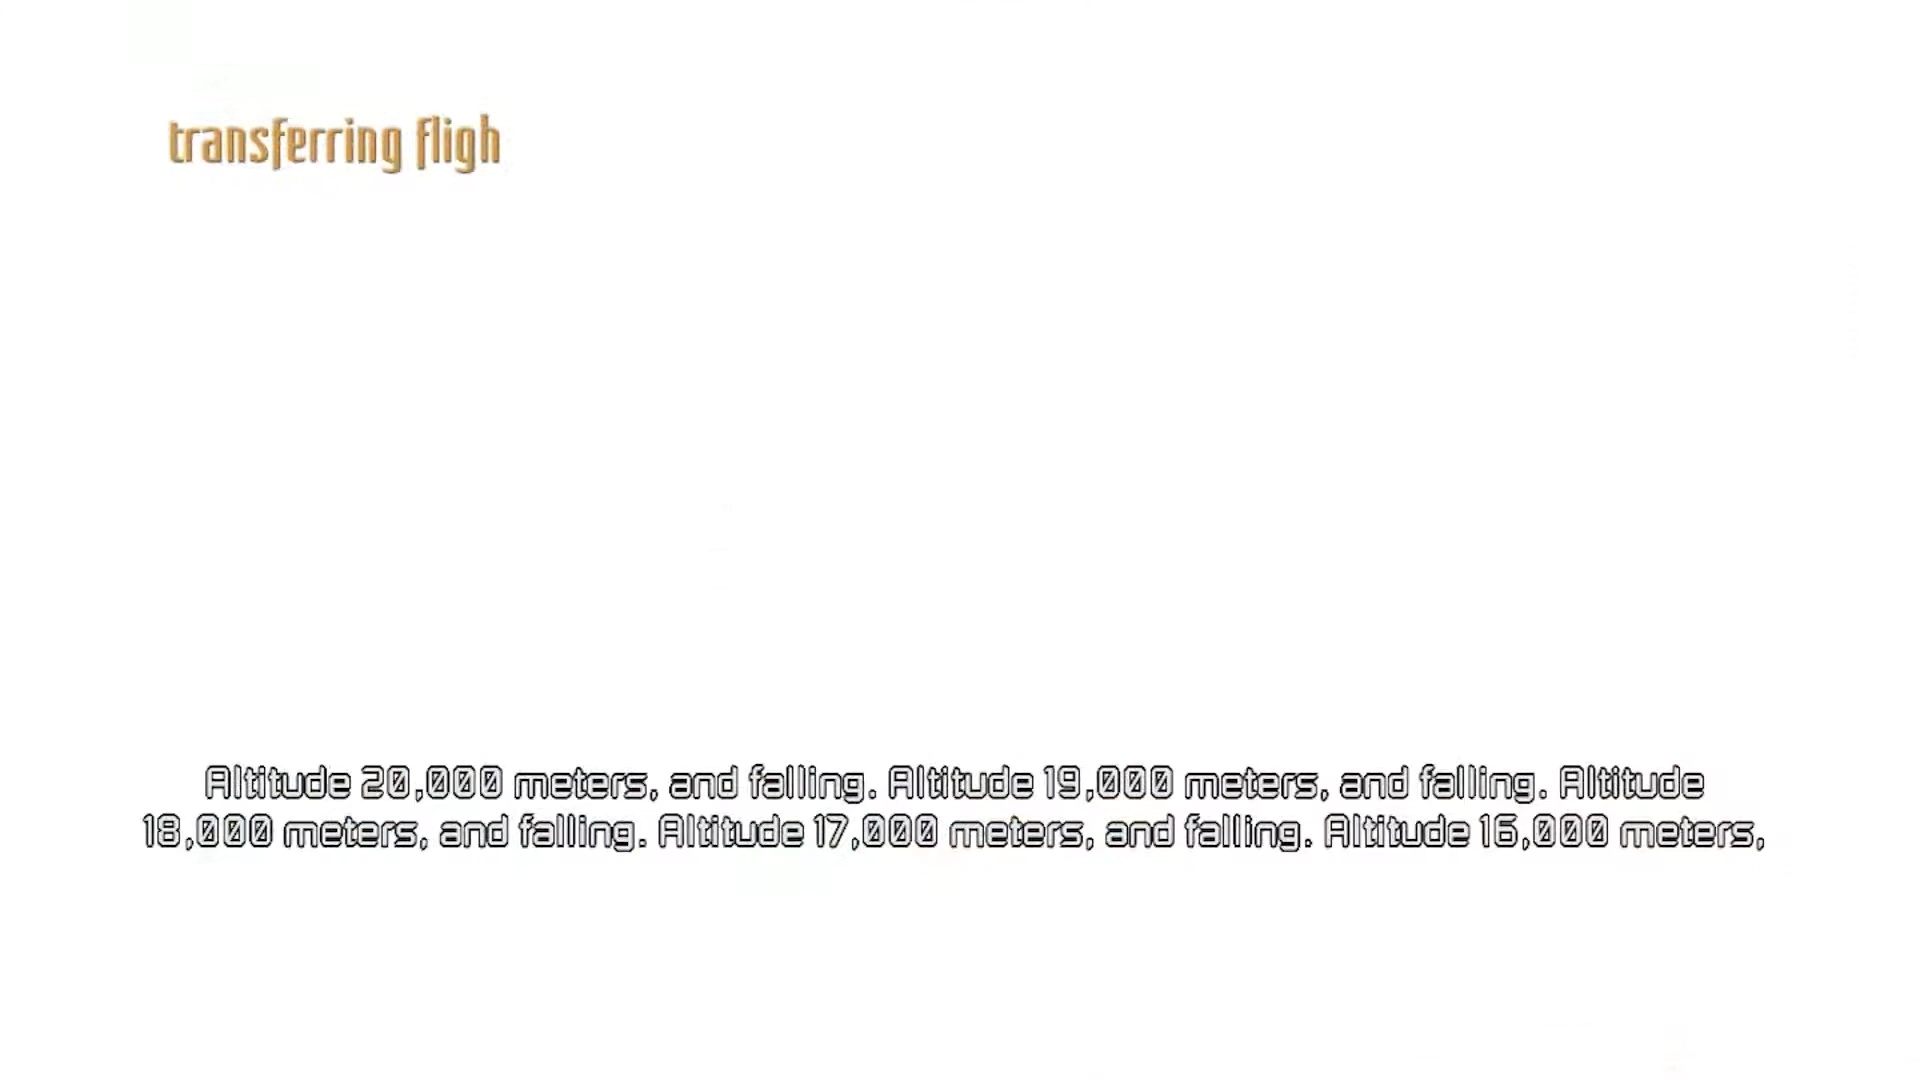 transferring fligh
Altitude 20,000 meters, and falling. Altitude 19,000 meters, and falling. Altitude
18,000 meters, and falling. Altitude 17,000 meters, and falling. Altitude 16,000 meters,